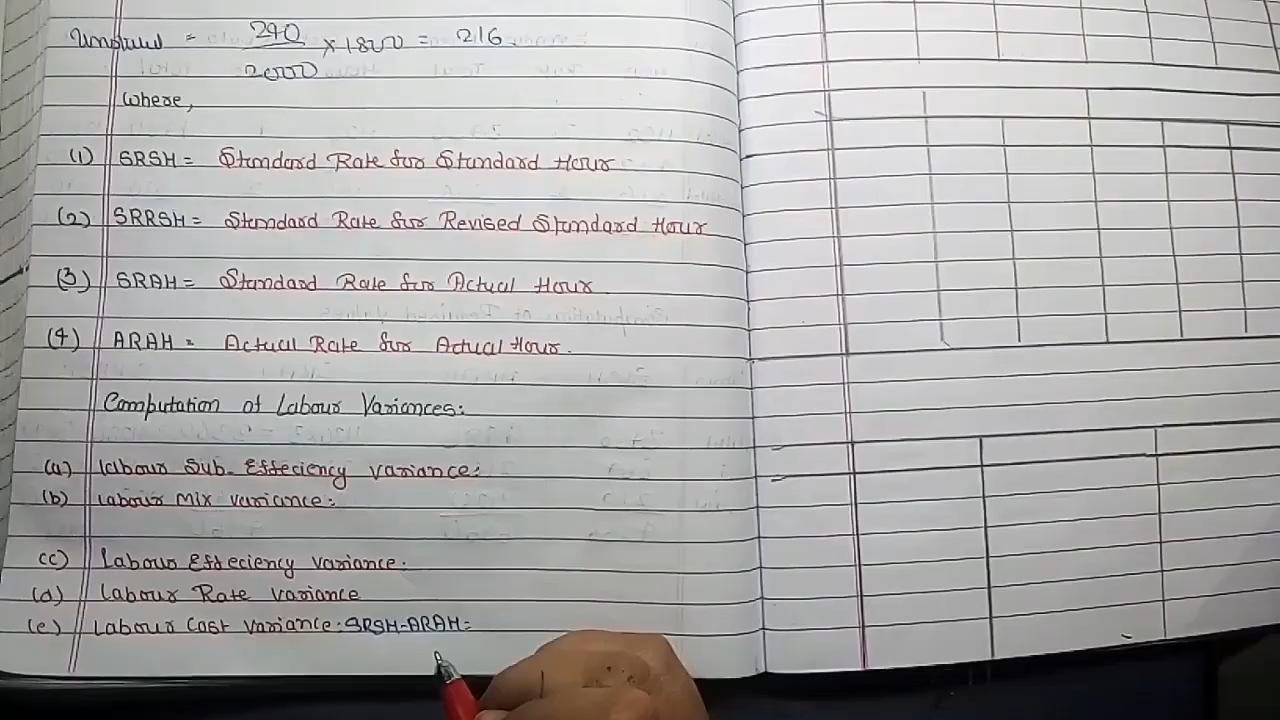 = 240
2000 × 1800 = 216
where,
(1) SRSH = Standard Rate for Standard Hour
(2) SRRSH = Standard Rate for Revised Standard Hour
(3) SRAH = Standard Rate for Actual Hour
(4) ARAH = Actual Rate for Actual Hour.
Computation of Labour Variances:
(a) Labour Sub-Effeciency variance:
(b) Labour Mix variance:
(c) Labour Effeciency variance:
(d) Labour Rate variance
(e) Labour Cost Variance: SRSH-ARAH=